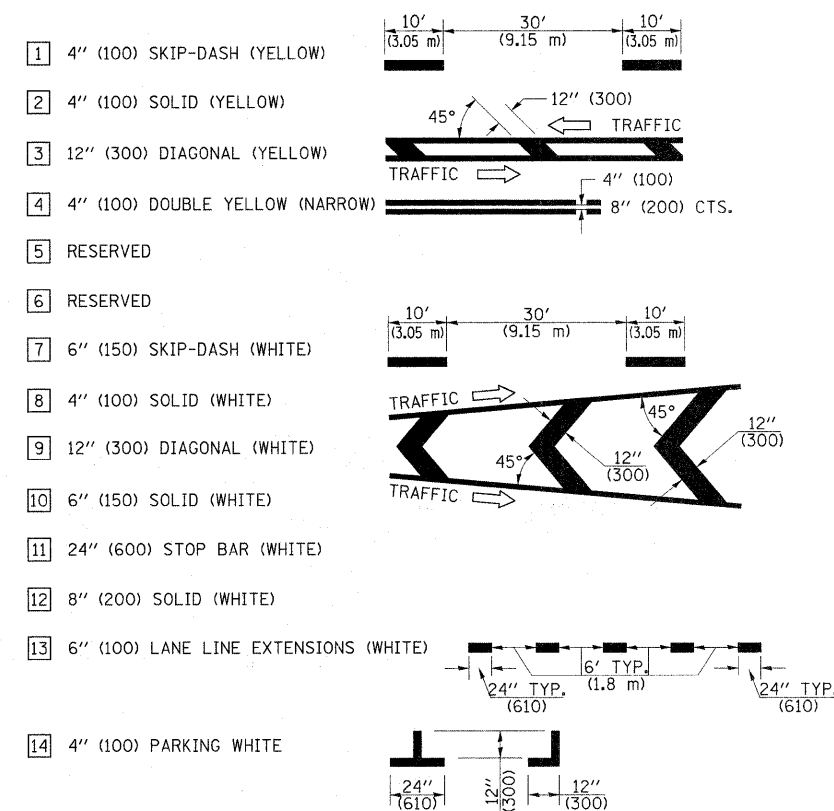 1 4" (100) SKIP-DASH (YELLOW)
10' 30' 10'
(3.05 m) (9.15 m) (3.05 m)
2 4" (100) SOLID (YELLOW)
3 12" (300) DIAGONAL (YELLOW)
45° 12" (300)
TRAFFIC
TRAFFIC
4 4" (100) DOUBLE YELLOW (NARROW)
4" (100)
8" (200) CTS.
5 RESERVED
6 RESERVED
7 6" (150) SKIP-DASH (WHITE)
10' 30' 10'
(3.05 m) (9.15 m) (3.05 m)
8 4" (100) SOLID (WHITE)
9 12" (300) DIAGONAL (WHITE)
TRAFFIC
45°
12"
(300)
45° 12"
(300)
TRAFFIC
10 6" (150) SOLID (WHITE)
11 24" (600) STOP BAR (WHITE)
12 8" (200) SOLID (WHITE)
13 6" (100) LANE LINE EXTENSIONS (WHITE)
6' TYP.
(1.8 m)
24" TYP. 24" TYP.
(610) (610)
14 4" (100) PARKING WHITE
24"
(610)
12"
(300)
12"
(300)